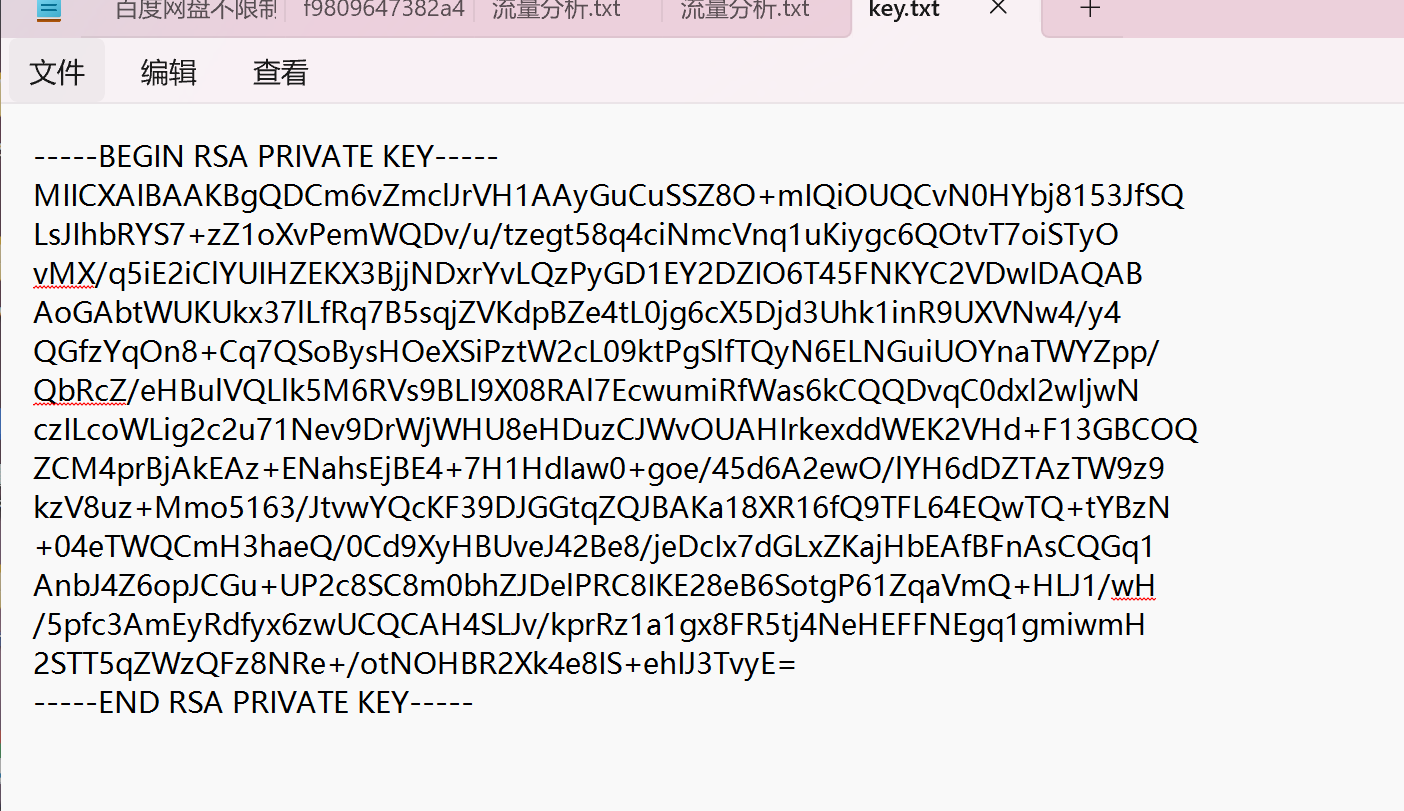 百度网盘不限制 f9809647382a4 流量分析.txt 流量分析.txt key.txt
文件 编辑 查看
-----BEGIN RSA PRIVATE KEY-----
MIICXAIBAAKBgQDCm6vZmclJrVH1AAyGuCuSSZ8O+mIQiOUQCvN0HYbj8153JfSQ
LsJIhbRYS7+zZ1oXvPemWQDv/u/tzegt58q4ciNmcVnq1uKiygc6QOtvT7oiSTyO
vMX/q5iE2iClYUIHZEKX3BjjNDxrYvLQzPyGD1EY2DZIO6T45FNKYC2VDwIDAQAB
AoGAbtWUKUkx37lLfRq7B5sqjZVKdpBZe4tL0jg6cX5Djd3Uhk1inR9UXVNw4/y4
QGfzYqOn8+Cq7QSoBysHOeXSiPztW2cL09ktPgSlfTQyN6ELNGuiUOYnaTWYZpp/
QbRcZ/eHBulVQLlk5M6RVs9BLI9X08RAl7EcwumiRfWas6kCQQDvqC0dxl2wIjwN
czILcoWLig2c2u71Nev9DrWjWHU8eHDuzCJWvOUAHIrkexddWEK2VHd+F13GBCOQ
ZCM4prBjAkEAz+ENahsEjBE4+7H1HdIaw0+goe/45d6A2ewO/lYH6dDZTAzTW9z9
kzV8uz+Mmo5163/JtvwYQcKF39DJGGtqZQJBAKa18XR16fQ9TFL64EQwTQ+tYBzN
+04eTWQCmH3haeQ/0Cd9XyHBUveJ42Be8/jeDcIx7dGLxZKajHbEAfBFnAsCQGq1
AnbJ4Z6opJCGu+UP2c8SC8m0bhZJDelPRC8IKE28eB6SotgP61ZqaVmQ+HLJ1/wH
/5pfc3AmEyRdfyx6zwUCQCAH4SLJv/kprRz1a1gx8FR5tj4NeHEFFNEgq1gmiwmH
2STT5qZWzQFz8NRe+/otNOHBR2Xk4e8IS+ehIJ3TvyE=
-----END RSA PRIVATE KEY-----